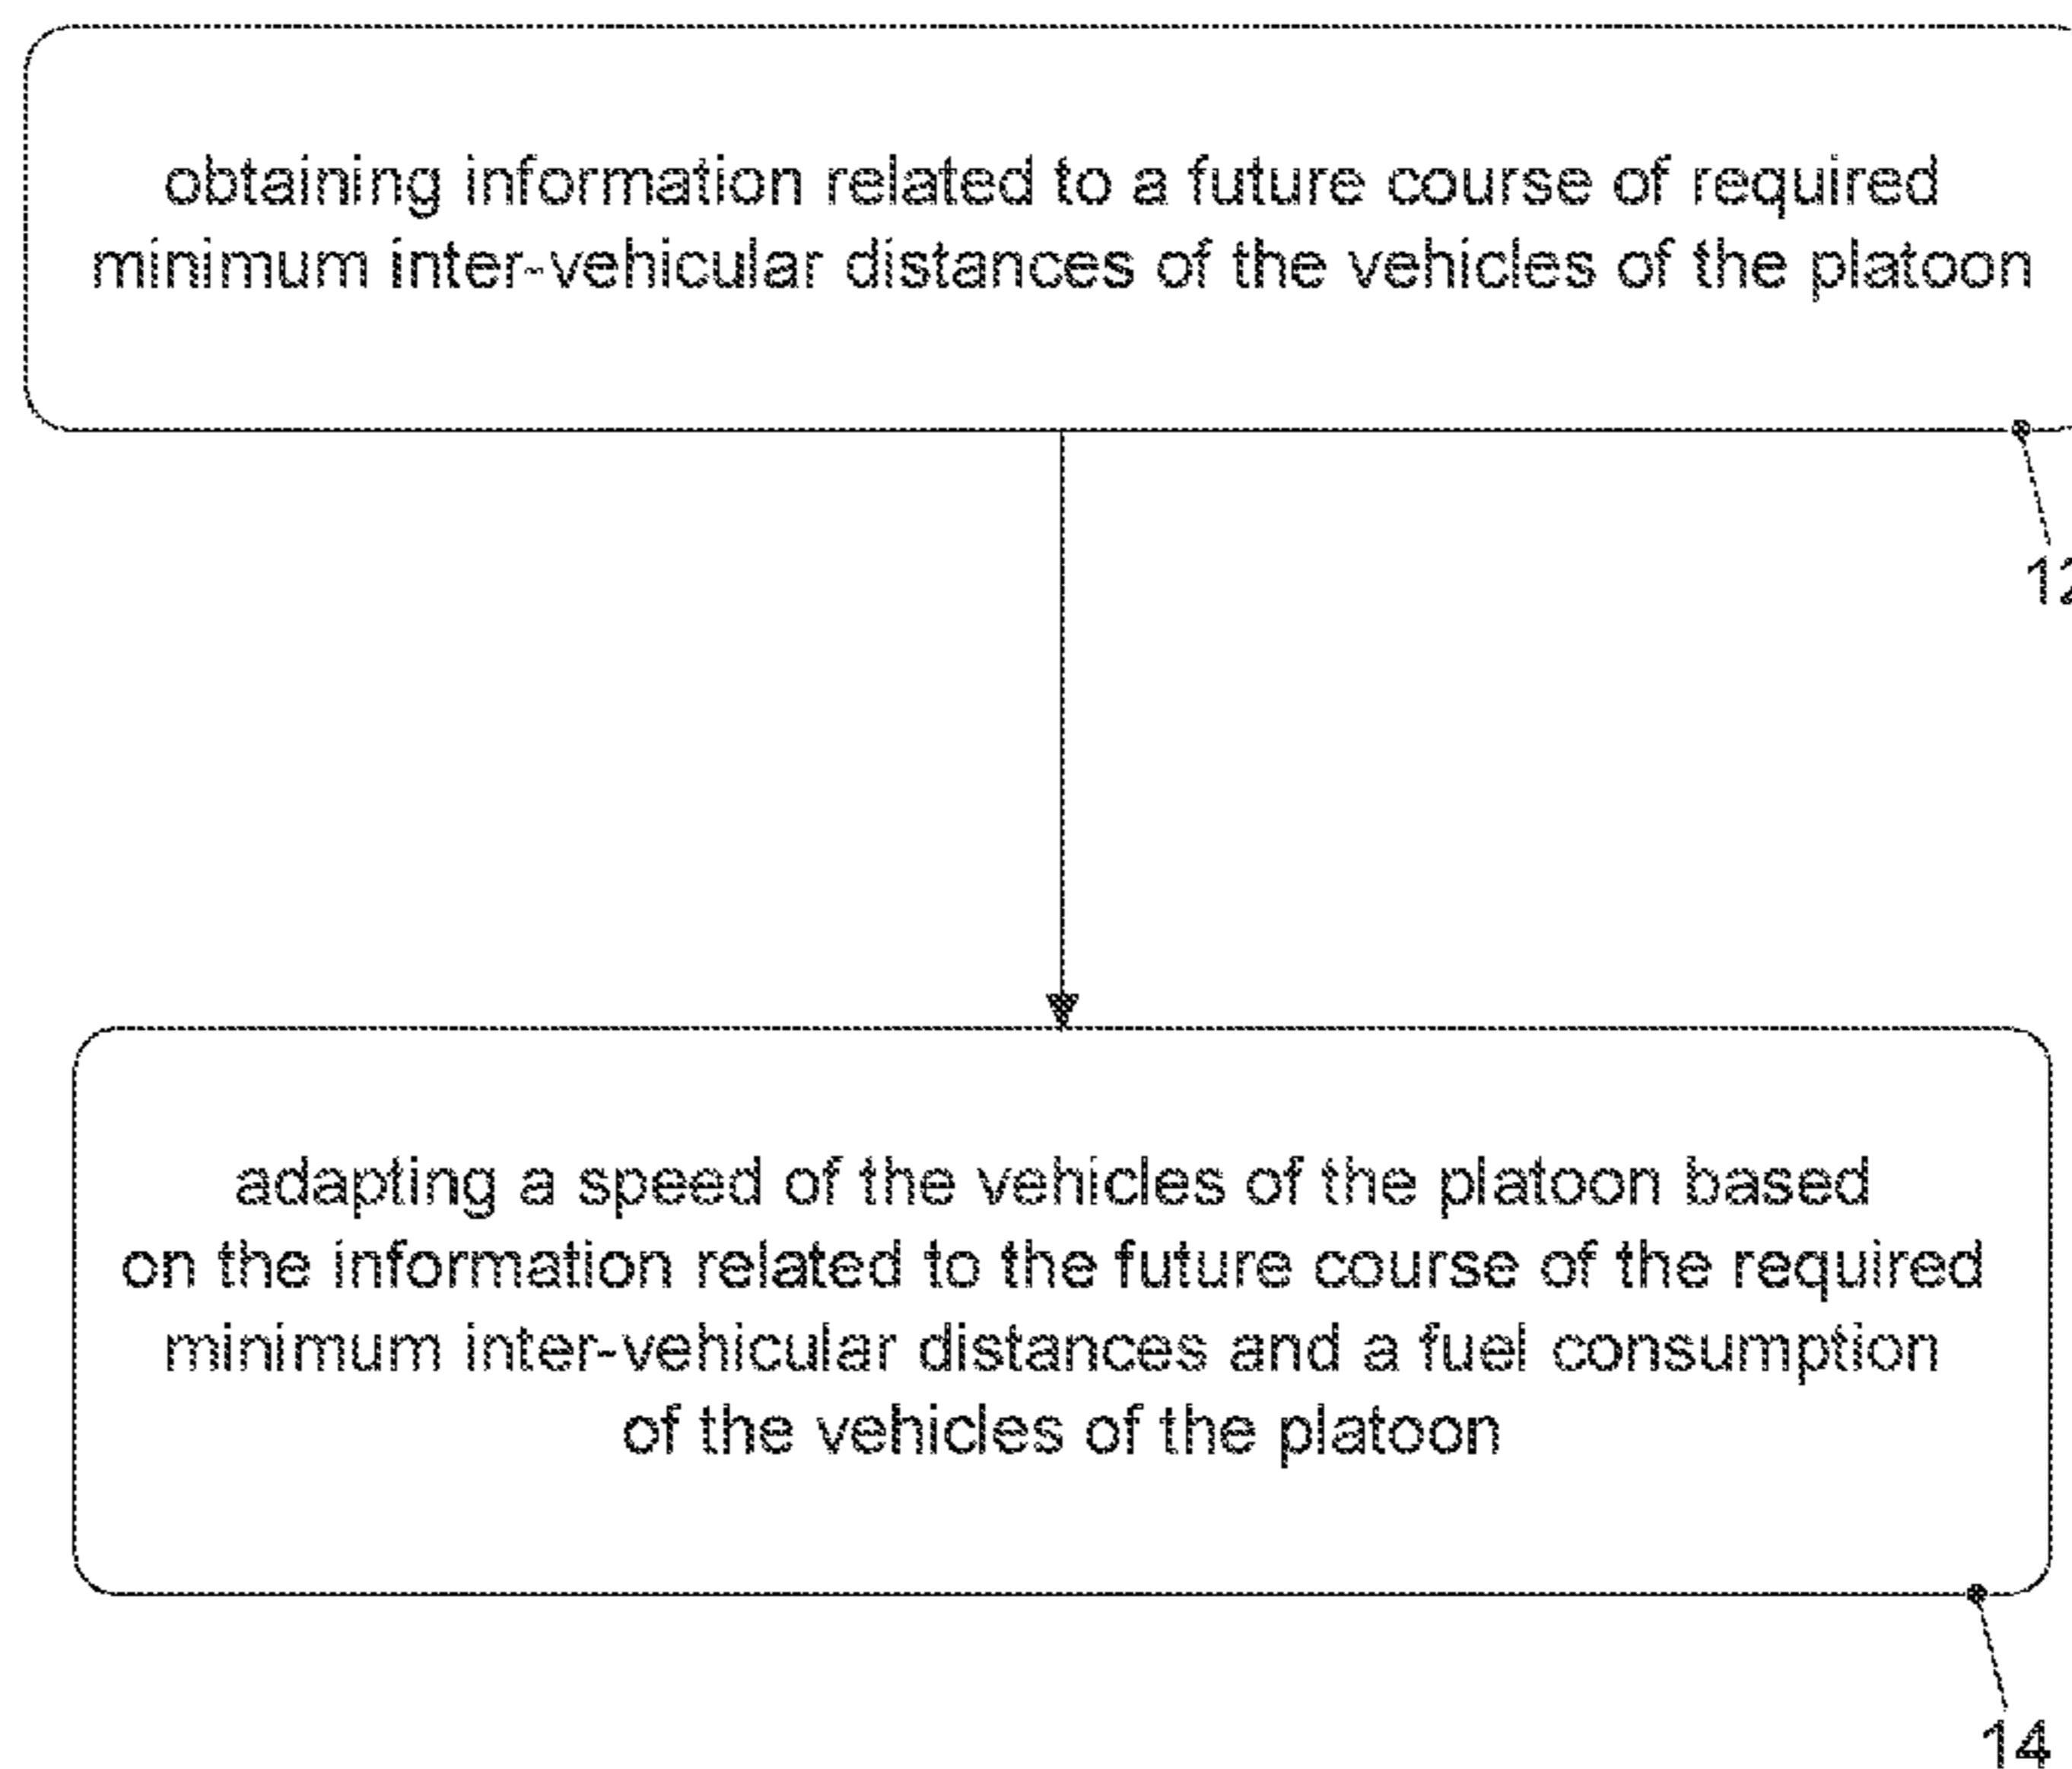 obtaining information related to a future course of required
minimum inter-vehicular distances of the vehicles of the platoon
12
adapting a speed of the vehicles of the platoon based
on the information related to the future course of the required
minimum inter-vehicular distances and a fuel consumption
of the vehicles of the platoon
14